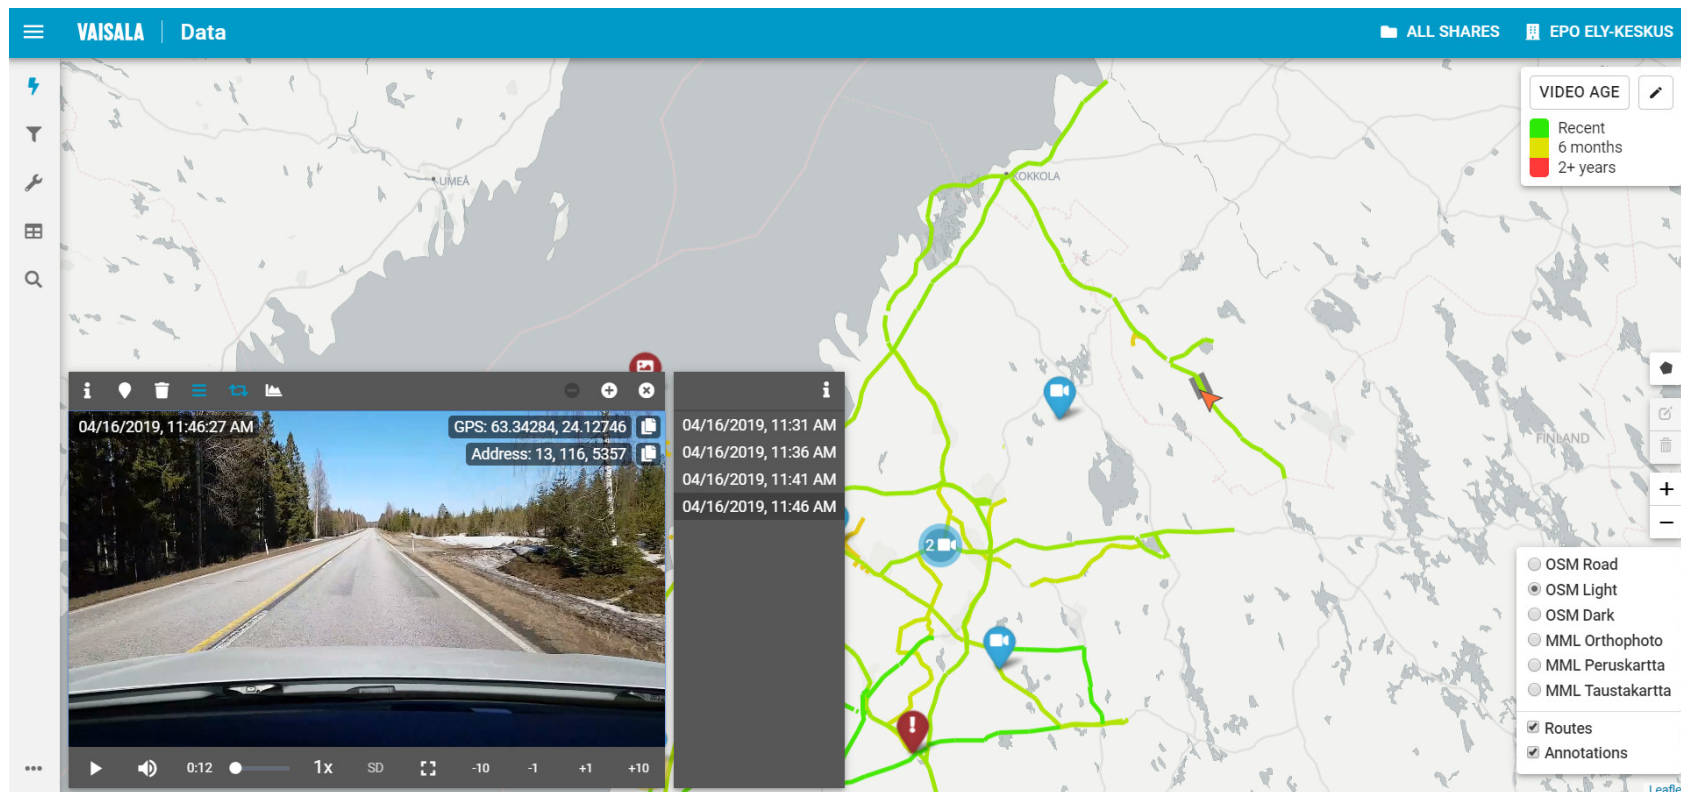 VAISALA Data ALL SHARES EPO ELY-KESKUS
VIDEO AGE
Recent
6 months
2+ years
UMEÅ
KOKKOLA
FINLAND
04/16/2019, 11:46:27 AM
GPS: 63.34284, 24.12746
Address: 13, 116, 5357
04/16/2019, 11:31 AM
04/16/2019, 11:36 AM
04/16/2019, 11:41 AM
04/16/2019, 11:46 AM
2
OSM Road
OSM Light
OSM Dark
MML Orthophoto
MML Peruskartta
MML Taustakartta
Routes
Annotations
0:12 1x SD -10 -1 +1 +10